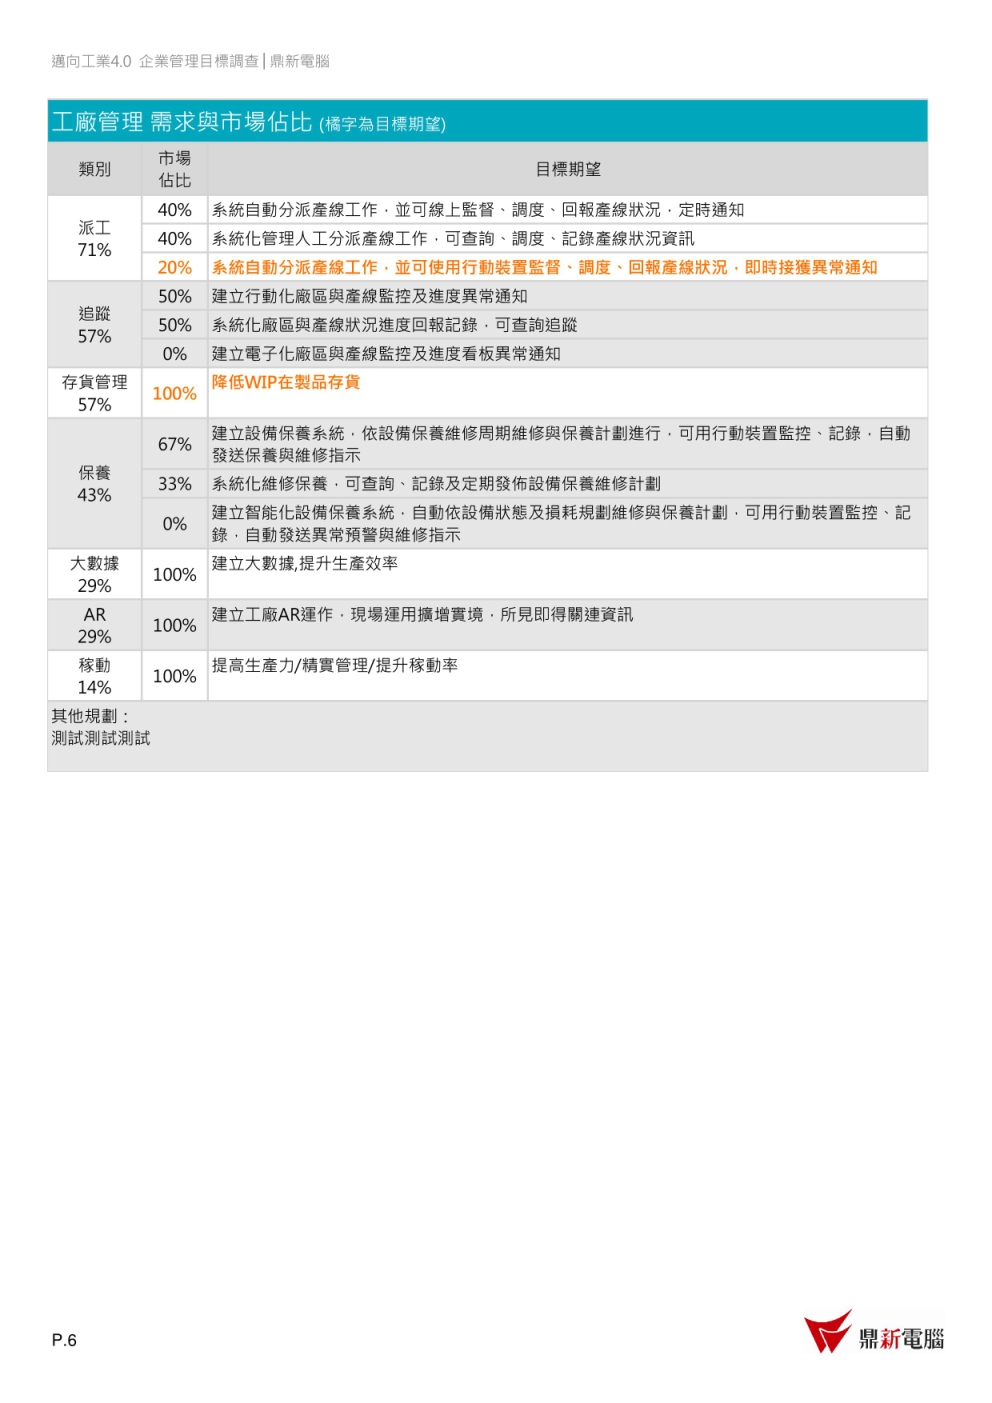 邁向工業4.0 企業管理目標調查│鼎新電腦
工廠管理 需求與市場佔比 (橘字為目標期望)
類別
市場
佔比
目標期望
派工
71%
40%
系統自動分派產線工作，並可線上監督、調度、回報產線狀況，定時通知
40%
系統化管理人工分派產線工作，可查詢、調度、記錄產線狀況資訊
20%
系統自動分派產線工作，並可使用行動裝置監督、調度、回報產線狀況，即時接獲異常通知
追蹤
57%
50%
建立行動化廠區與產線監控及進度異常通知
50%
系統化廠區與產線狀況進度回報記錄，可查詢追蹤
0%
建立電子化廠區與產線監控及進度看板異常通知
存貨管理
57%
100%
降低WIP在製品存貨
保養
43%
67%
建立設備保養系統，依設備保養維修周期維修與保養計劃進行，可用行動裝置監控、記錄，自動
發送保養與維修指示
33%
系統化維修保養，可查詢、記錄及定期發佈設備保養維修計劃
0%
建立智能化設備保養系統，自動依設備狀態及損耗規劃維修與保養計劃，可用行動裝置監控、記
錄，自動發送異常預警與維修指示
大數據
29%
100%
建立大數據,提升生產效率
AR
29%
100%
建立工廠AR運作，現場運用擴增實境，所見即得關連資訊
稼動
14%
100%
提高生產力/精實管理/提升稼動率
其他規劃：
測試測試測試
P.6
鼎新電腦